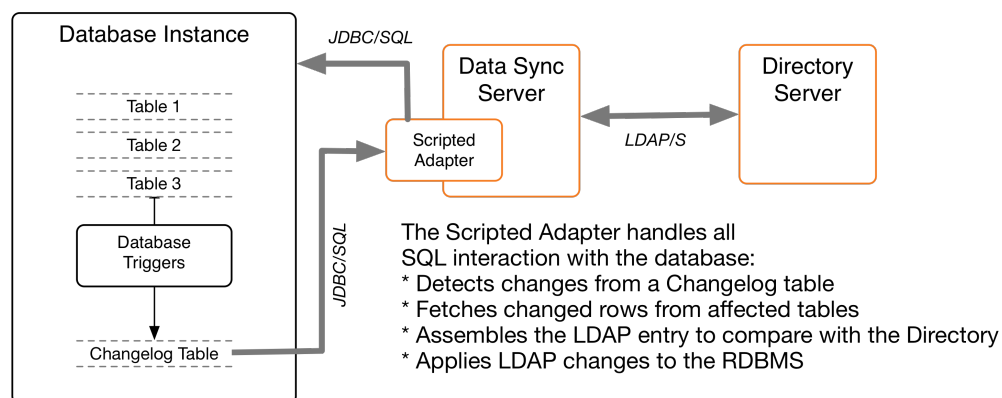 Database Instance
Table 1
Table 2
Table 3
Database
Triggers
Changelog Table
JDBC/SQL
JDBC/SQL
Data Sync
Server
Scripted
Adapter
LDAP/S
Directory
Server
The Scripted Adapter handles all
SQL interaction with the database:
* Detects changes from a Changelog table
* Fetches changed rows from affected tables
* Assembles the LDAP entry to compare with the Directory
* Applies LDAP changes to the RDBMS